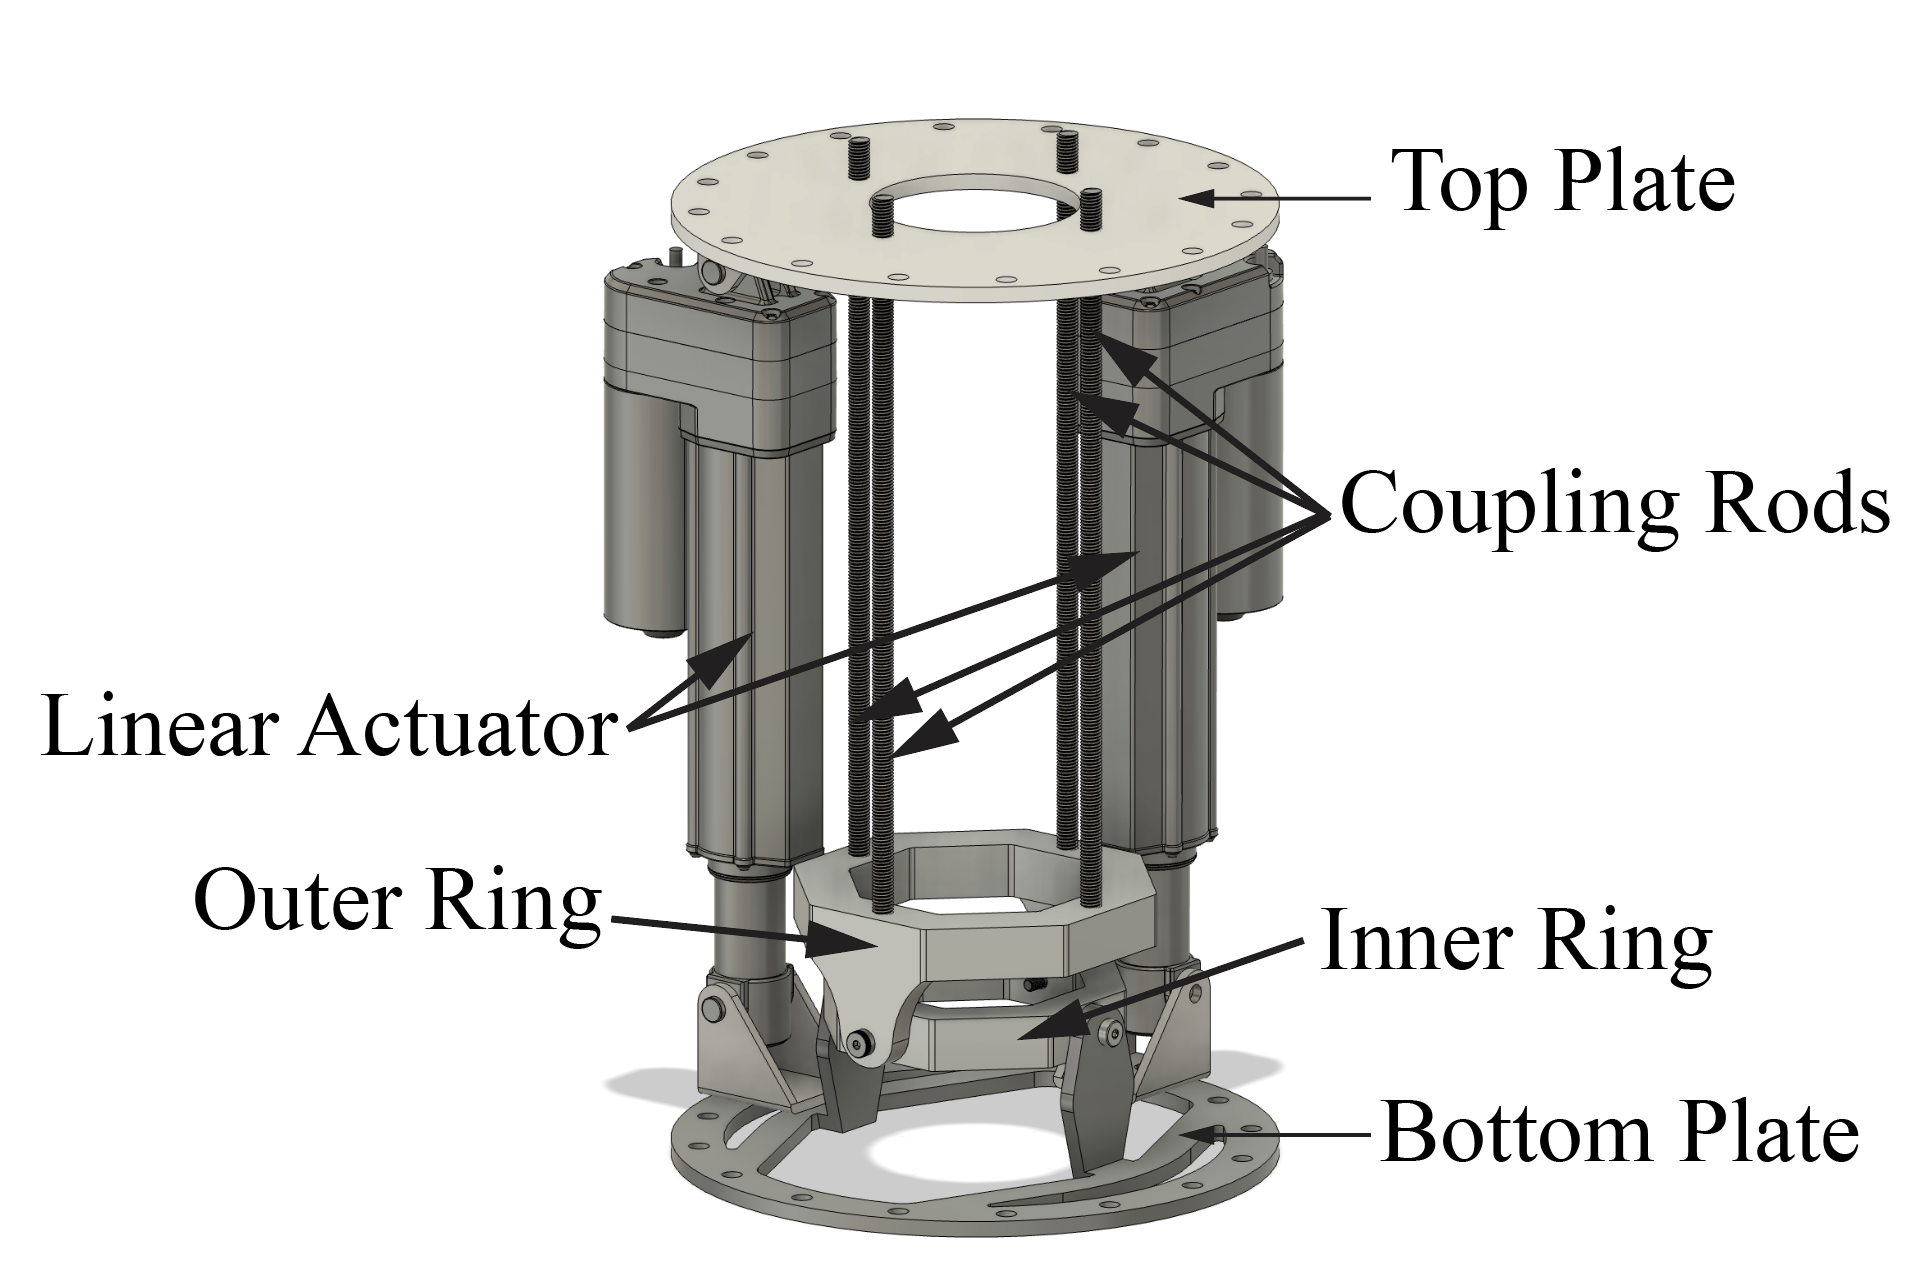 Top Plate
Coupling Rods
Linear Actuator
Outer Ring
Inner Ring
Bottom Plate